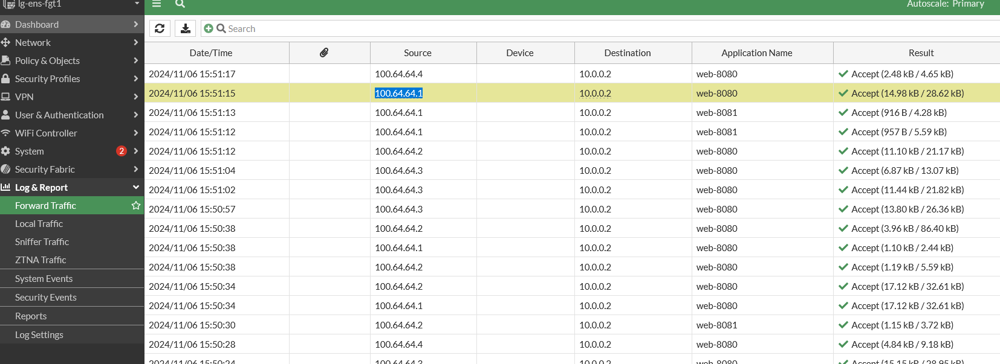 lg-ens-fgt1
Autoscale: Primary
Dashboard
Network
Policy & Objects
Security Profiles
VPN
User & Authentication
WiFi Controller
System 2
Security Fabric
Log & Report
Forward Traffic
Local Traffic
Sniffer Traffic
ZTNA Traffic
System Events
Security Events
Reports
Log Settings
Search
Date/Time Source Device Destination Application Name Result
2024/11/06 15:51:17 100.64.64.4 10.0.0.2 web-8080 Accept (2.48 kB / 4.65 kB)
2024/11/06 15:51:15 100.64.64.1 10.0.0.2 web-8080 Accept (14.98 kB / 28.62 kB)
2024/11/06 15:51:13 100.64.64.1 10.0.0.2 web-8081 Accept (916 B / 4.28 kB)
2024/11/06 15:51:12 100.64.64.1 10.0.0.2 web-8081 Accept (957 B / 5.59 kB)
2024/11/06 15:51:12 100.64.64.2 10.0.0.2 web-8080 Accept (11.10 kB / 21.17 kB)
2024/11/06 15:51:04 100.64.64.3 10.0.0.2 web-8080 Accept (6.87 kB / 13.07 kB)
2024/11/06 15:51:02 100.64.64.3 10.0.0.2 web-8080 Accept (11.44 kB / 21.82 kB)
2024/11/06 15:50:57 100.64.64.3 10.0.0.2 web-8080 Accept (13.80 kB / 26.36 kB)
2024/11/06 15:50:38 100.64.64.2 10.0.0.2 web-8080 Accept (3.96 kB / 86.40 kB)
2024/11/06 15:50:38 100.64.64.1 10.0.0.2 web-8080 Accept (1.10 kB / 2.44 kB)
2024/11/06 15:50:38 100.64.64.2 10.0.0.2 web-8080 Accept (1.19 kB / 5.59 kB)
2024/11/06 15:50:34 100.64.64.2 10.0.0.2 web-8080 Accept (17.12 kB / 32.61 kB)
2024/11/06 15:50:34 100.64.64.1 10.0.0.2 web-8080 Accept (17.12 kB / 32.61 kB)
2024/11/06 15:50:30 100.64.64.2 10.0.0.2 web-8081 Accept (1.15 kB / 3.72 kB)
2024/11/06 15:50:28 100.64.64.4 10.0.0.2 web-8080 Accept (4.84 kB / 9.18 kB)
2024/11/06 15:50:24 100.64.64.3 10.0.0.2 web-8080 Accept (15.15 kB / 28.95 kB)